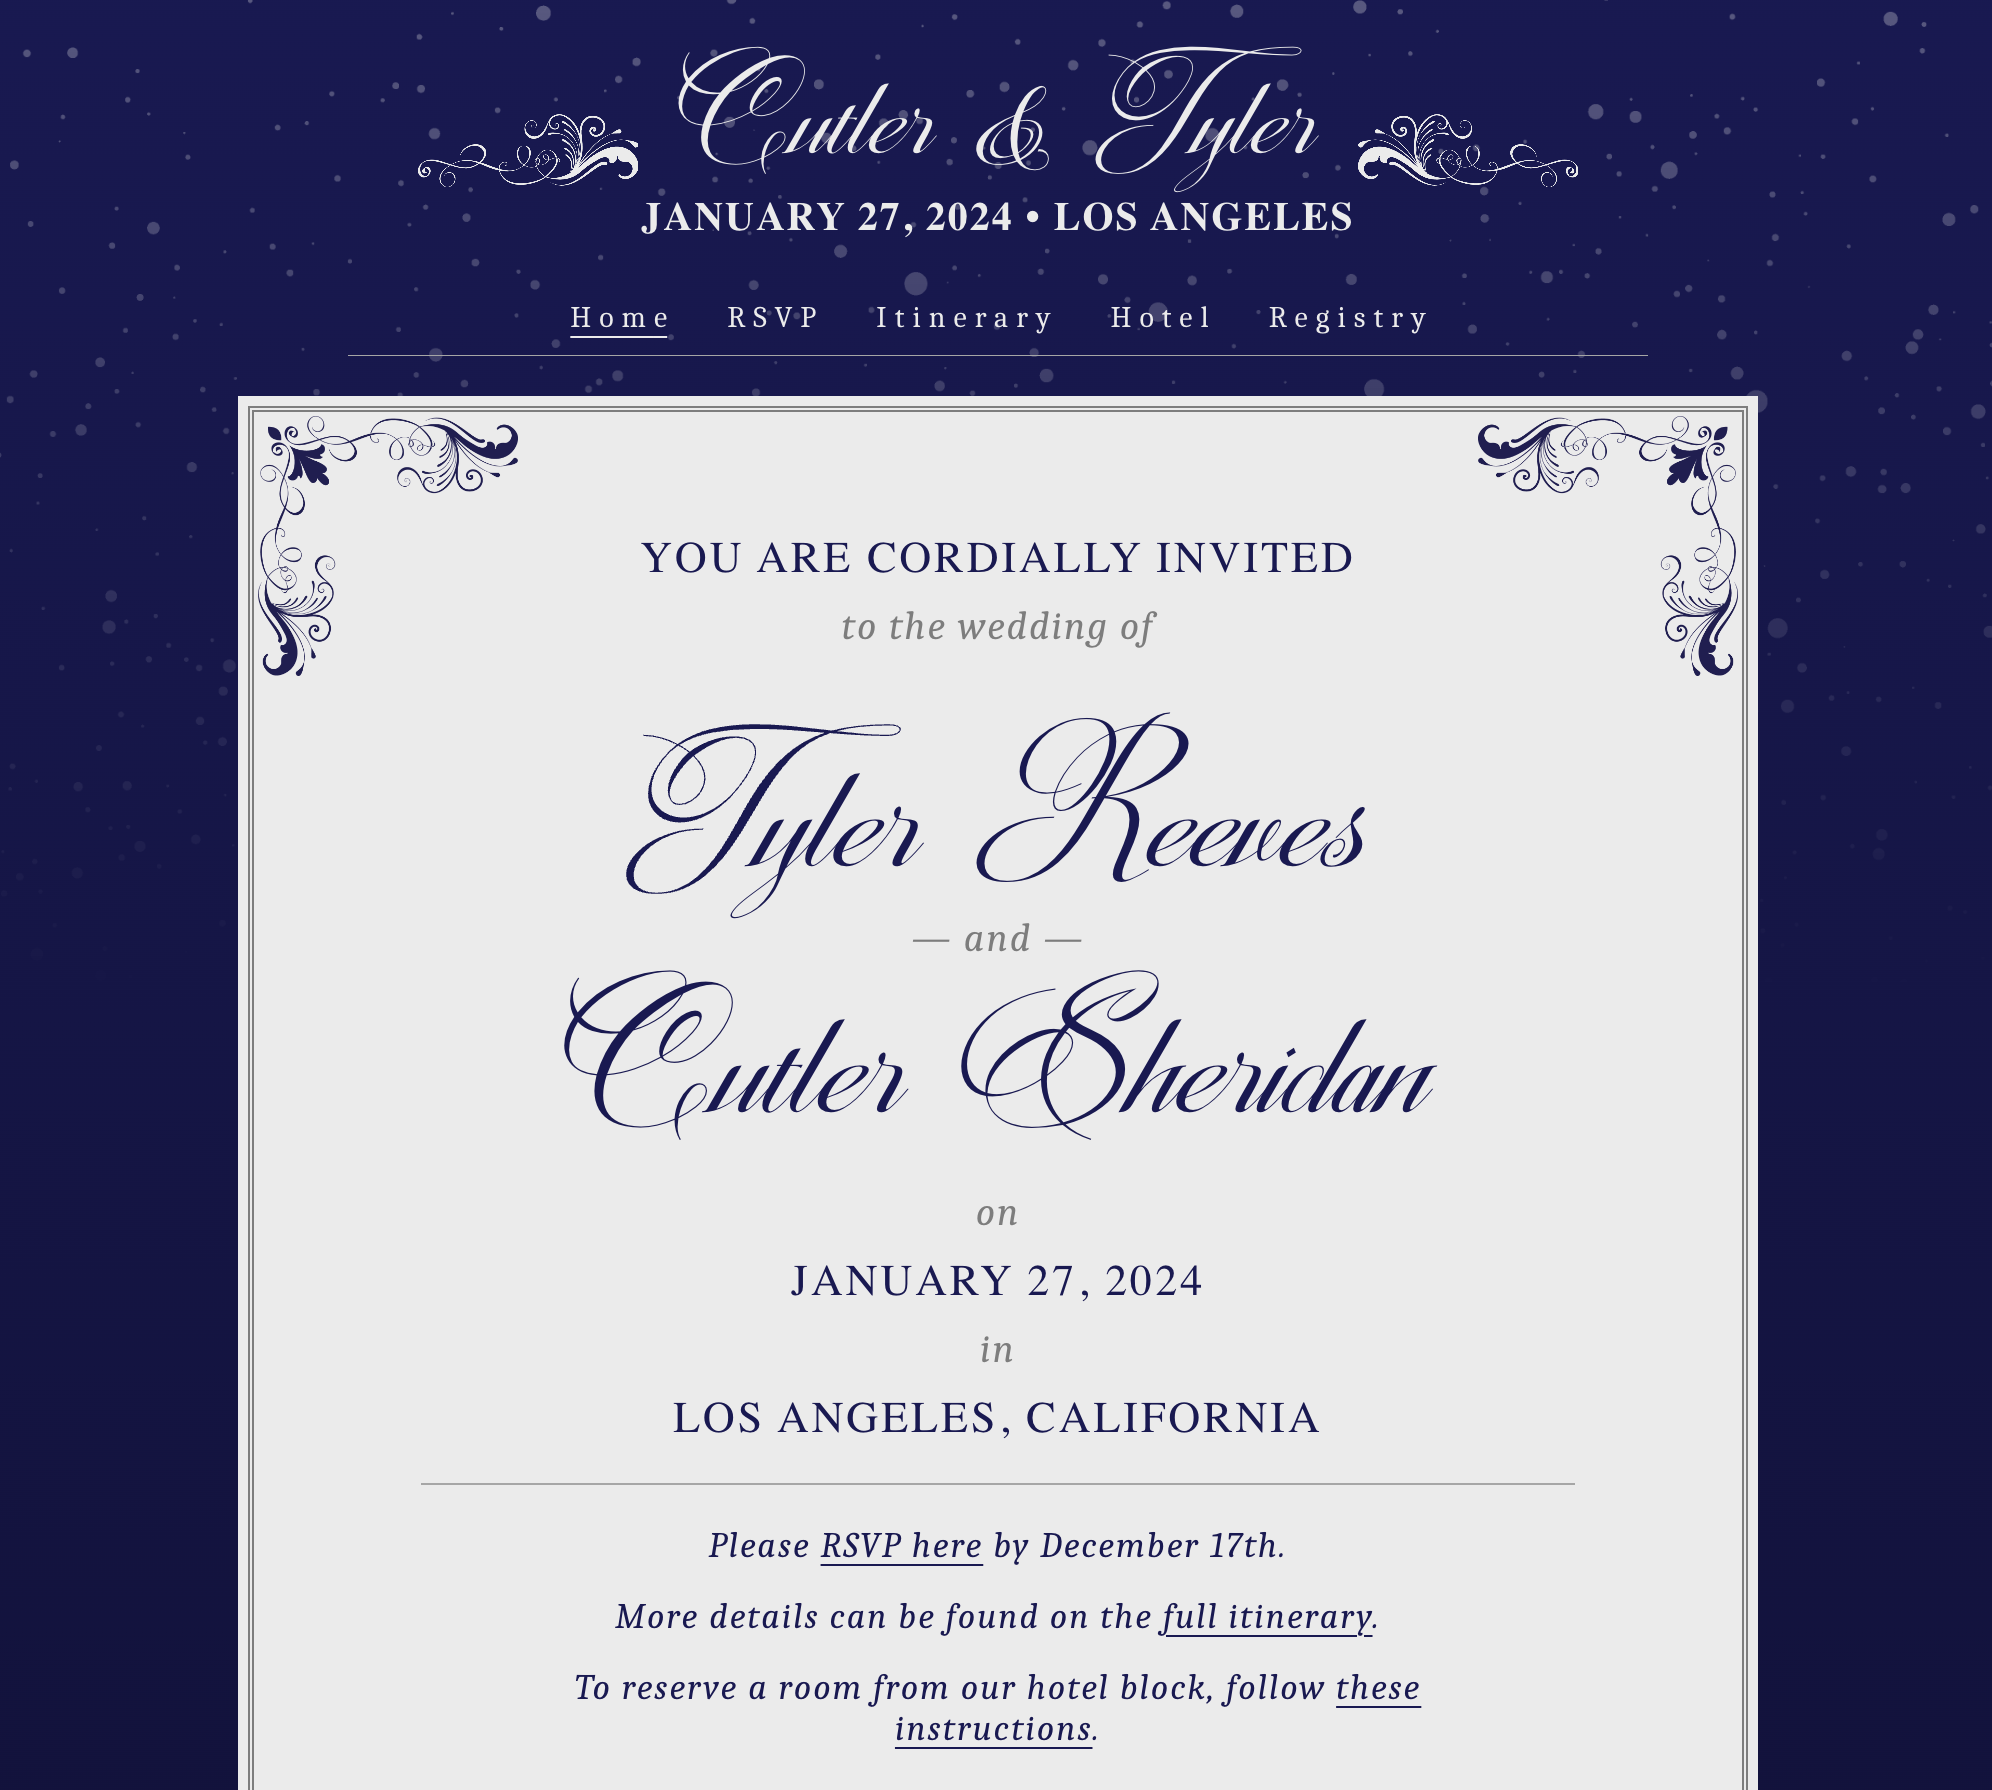 Cutler & Tyler
JANUARY 27, 2024 • LOS ANGELES
Home RSVP Itinerary Hotel Registry
YOU ARE CORDIALLY INVITED
to the wedding of
Tyler Reeves
— and —
Cutler Sheridan
on
JANUARY 27, 2024
in
LOS ANGELES, CALIFORNIA
Please RSVP here by December 17th.
More details can be found on the full itinerary.
To reserve a room from our hotel block, follow these
instructions.